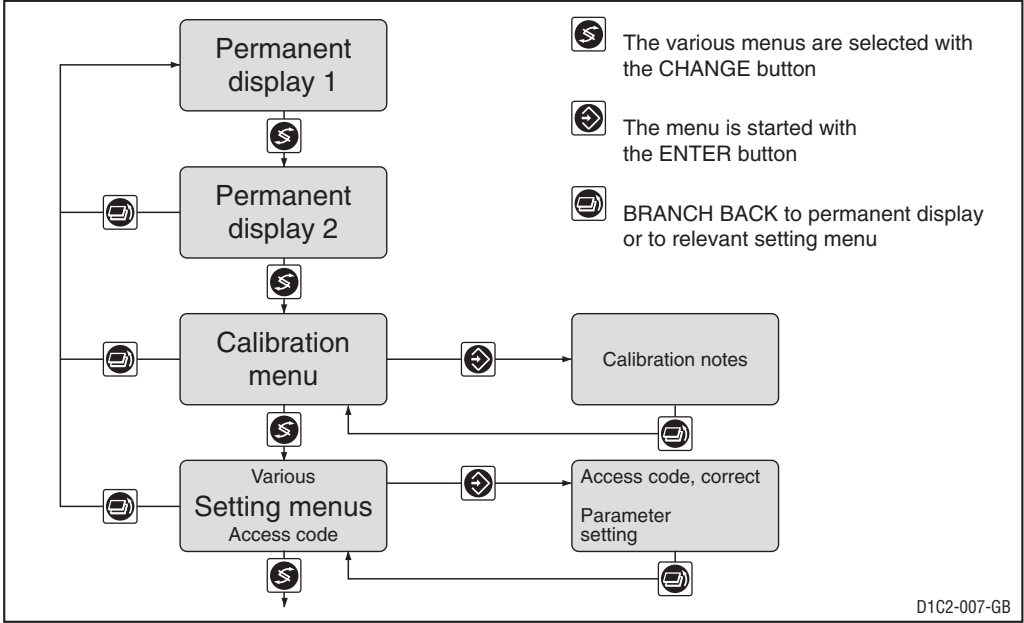 Permanent
display 1
The various menus are selected with
the CHANGE button
The menu is started with
the ENTER button
Permanent
display 2
BRANCH BACK to permanent display
or to relevant setting menu
Calibration
menu
Calibration notes
Various
Setting menus
Access code
Access code, correct
Parameter
setting
D1C2-007-GB